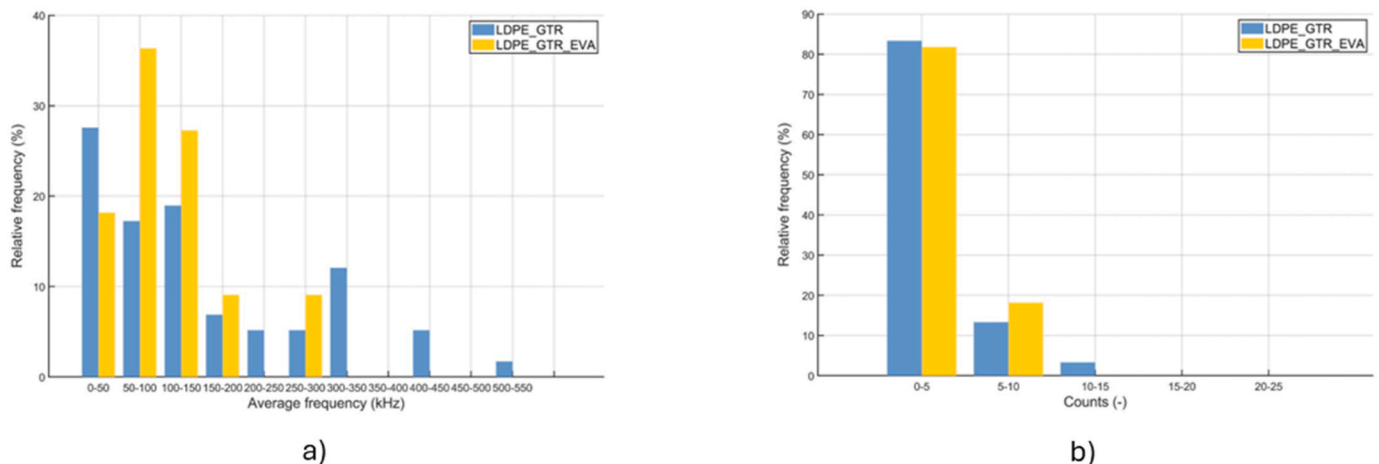 40
30
20
10
0
Relative frequency (%)
LDPE_GTR
LDPE_GTR_EVA
0-50 50-100 100-150 150-200 200-250 250-300 300-350 350-400 400-450 450-500 500-550
Average frequency (kHz)
a)
90
80
70
60
50
40
30
20
10
0
Relative frequency (%)
LDPE_GTR
LDPE_GTR_EVA
0-5 5-10 10-15 15-20 20-25
Counts (-)
b)